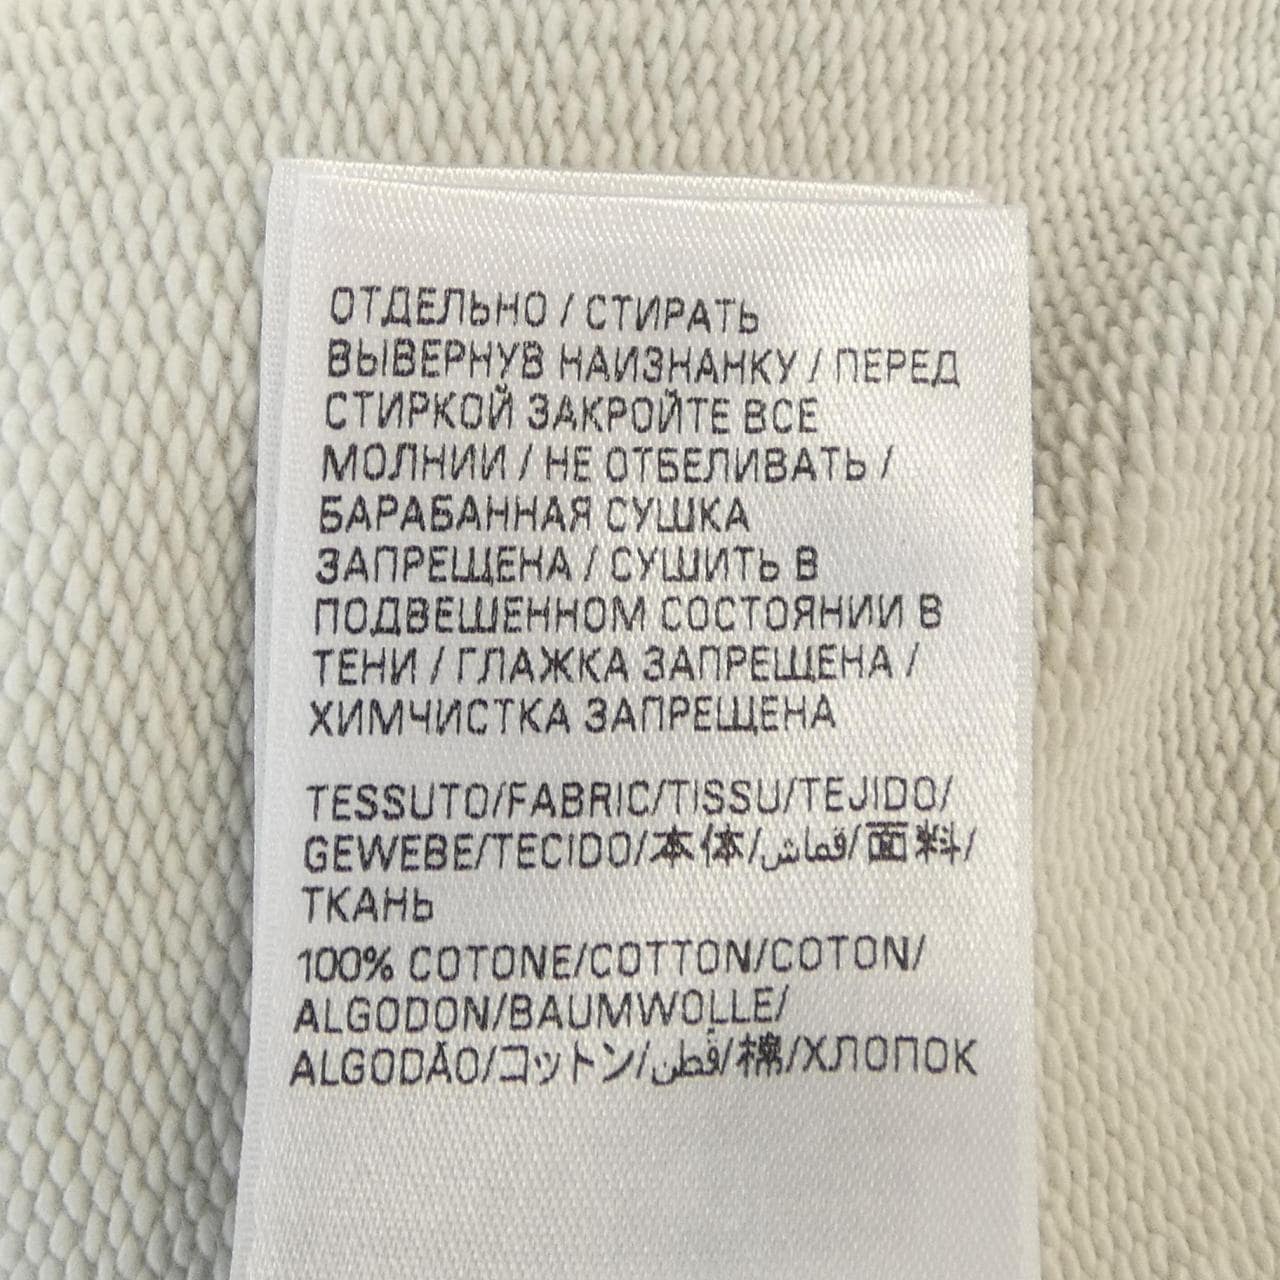 ОТДЕЛЬНО / СТИРАТЬ
ВЫВЕРНУВ НАИЗНАНКУ / ПЕРЕД
СТИРКОЙ ЗАКРОЙТЕ ВСЕ
МОЛНИИ / НЕ ОТБЕЛИВАТЬ /
БАРАБАННАЯ СУШКА
ЗАПРЕЩЕНА / СУШИТЬ В
ПОДВЕШЕННОМ СОСТОЯНИИ В
ТЕНИ / ГЛАЖКА ЗАПРЕЩЕНА /
ХИМЧИСТКА ЗАПРЕЩЕНА
TESSUTO/FABRIC/TISSU/TEJIDO/
GEWEBE/TECIDO/本体/قماش/面料/
ТКАНЬ
100% COTONE/COTTON/COTON/
ALGODON/BAUMWOLLE/
ALGODÃO/コットン/قطن/棉/ХЛОПОК